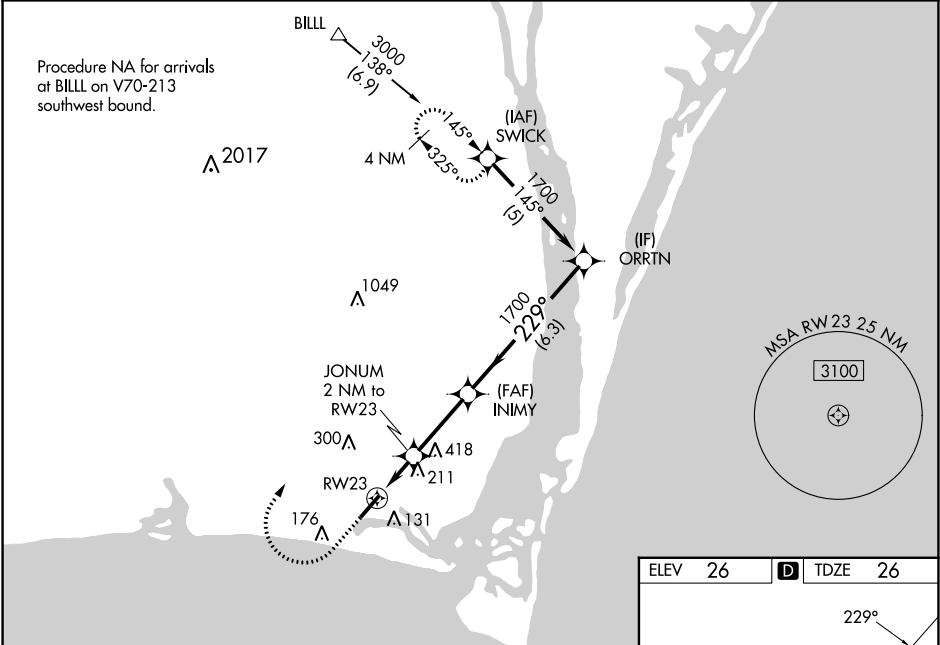 BILLL
3000
138°
(6.9)
Procedure NA for arrivals
at BILLL on V70-213
southwest bound.
2017
4 NM
145°
325°
(IAF)
SWICK
1700
145°
(5)
(IF)
ORRTN
1049
1700
229°
(6.3)
MSA RW23 25 NM
3100
JONUM
2 NM to
RW23
(FAF)
INIMY
300
418
211
RW23
176
131
ELEV 26 D TDZE 26
229°